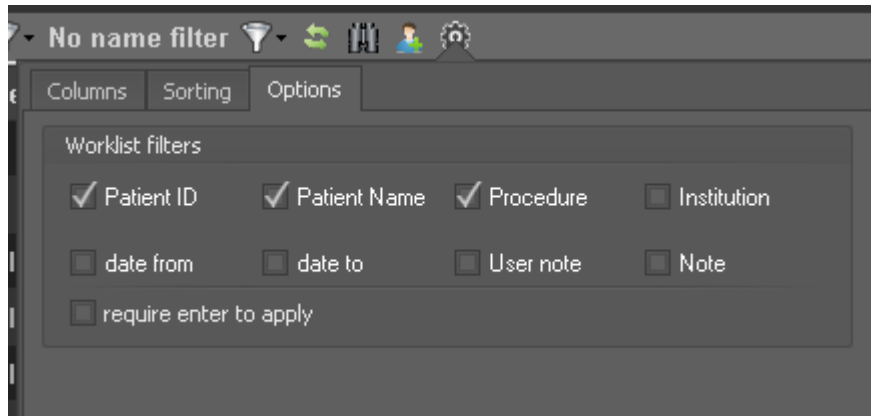 No name filter
Columns Sorting Options
Worklist filters
Patient ID Patient Name Procedure Institution
date from date to User note Note
require enter to apply